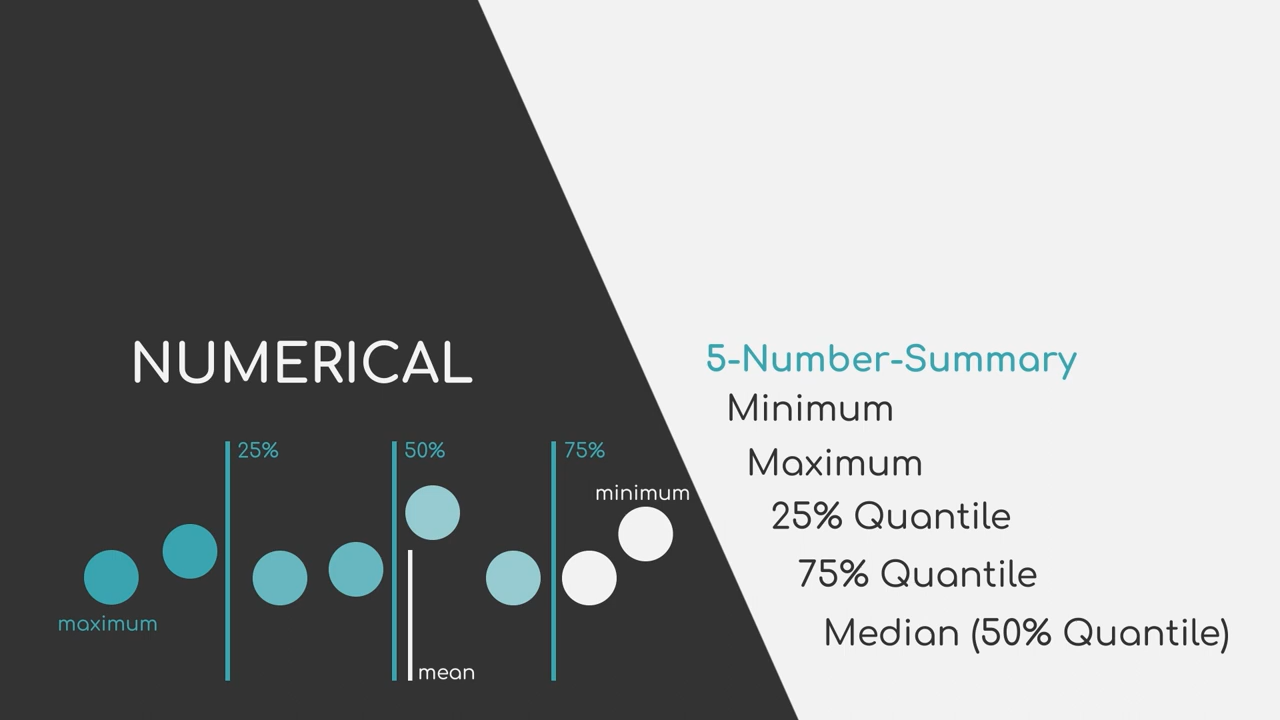 NUMERICAL
25%
50%
75%
minimum
maximum
mean
5-Number-Summary
Minimum
Maximum
25% Quantile
75% Quantile
Median (50% Quantile)